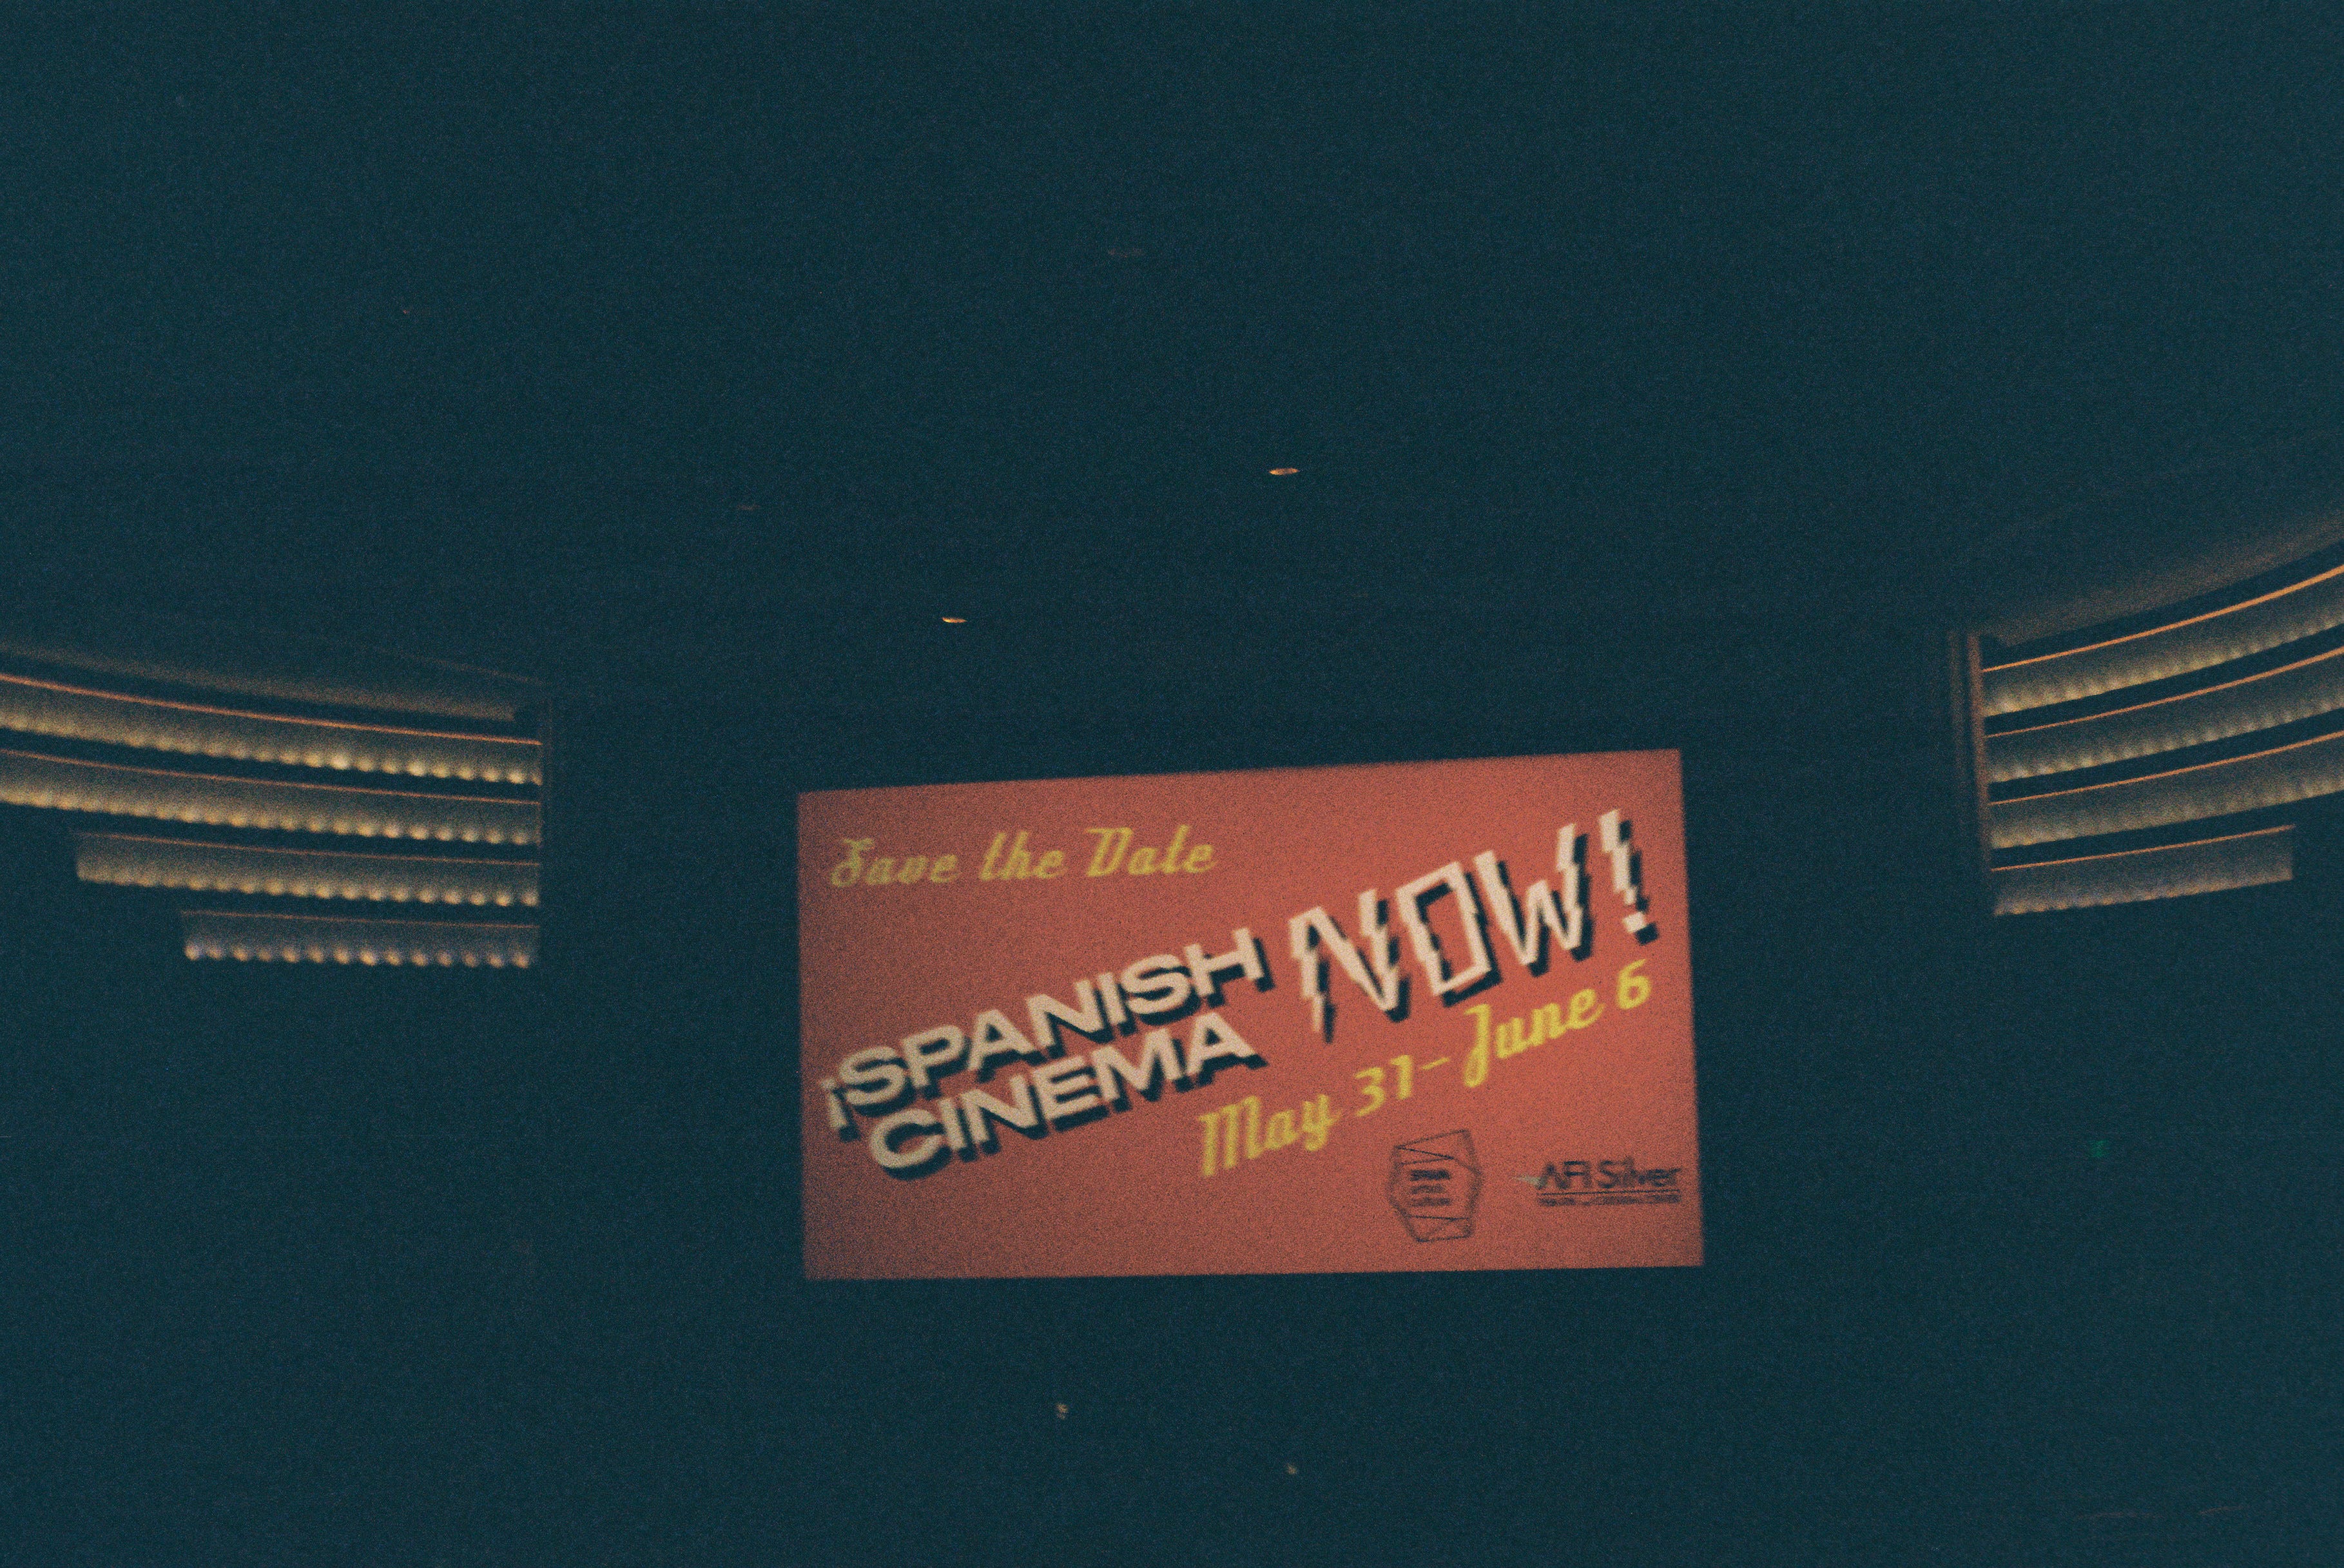 Save the Date
¡SPANISH
CINEMA
NOW!
May 31-June 6
AFI Silver